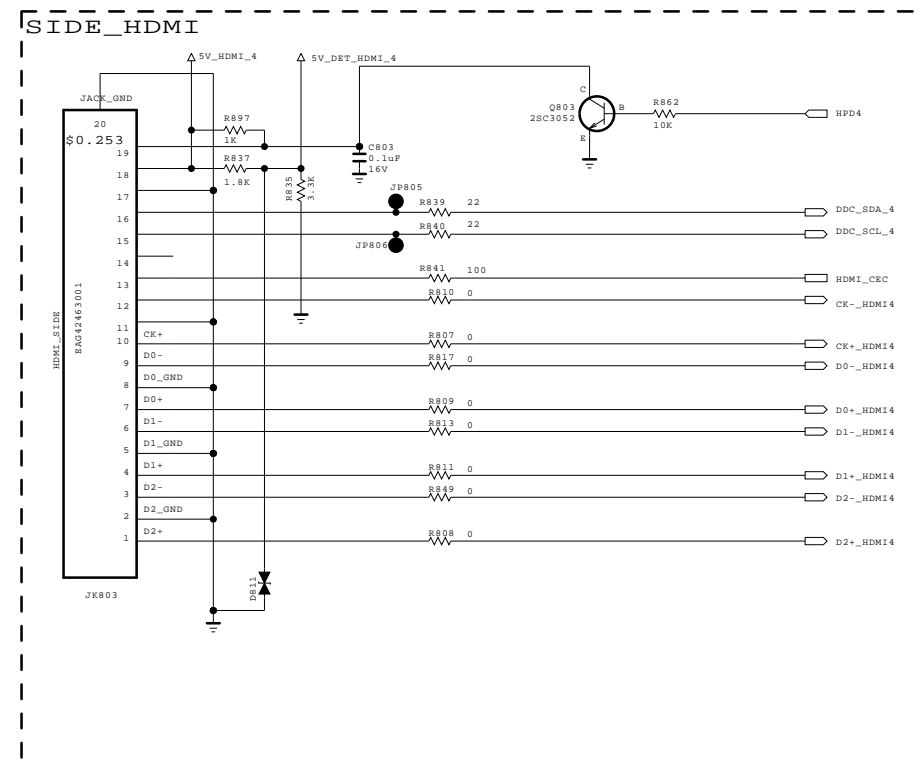 SIDE_HDMI
5V_HDMI_4
5V_DET_HDMI_4
JACK_GND
C
Q803
2SC3052
B
E
R862
10K
HPD4
20
$0.253
R897
1K
19
C803
0.1uF
16V
R837
1.8K
18
R835
3.3K
17
JP805
R839
22
DDC_SDA_4
16
R840
22
DDC_SCL_4
15
JP806
14
R841
100
HDMI_CEC
13
R810
0
CK-_HDMI4
12
EAG42463001
HDMI_SIDE
11
CK+
10
R807
0
CK+_HDMI4
D0-
9
R817
0
D0-_HDMI4
D0_GND
8
D0+
7
R809
0
D0+_HDMI4
D1-
6
R813
0
D1-_HDMI4
D1_GND
5
D1+
4
R811
0
D1+_HDMI4
D2-
3
R849
0
D2-_HDMI4
D2_GND
2
D2+
1
R808
0
D2+_HDMI4
D811
JK803